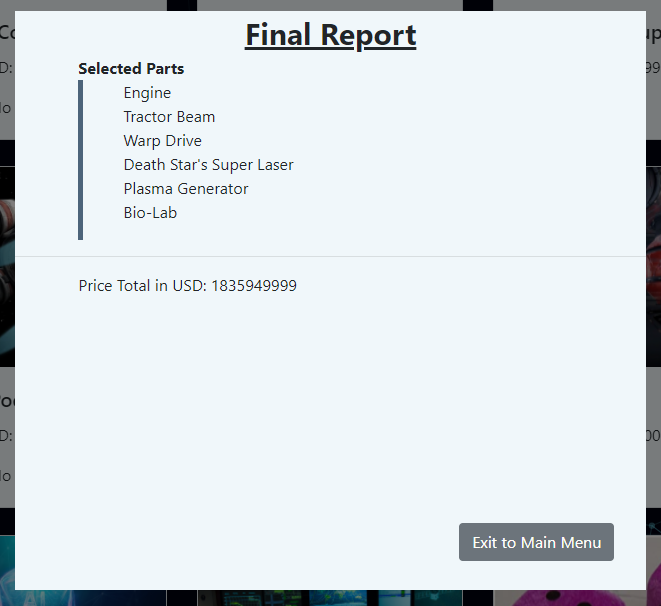 Final Report
Selected Parts
Engine
Tractor Beam
Warp Drive
Death Star's Super Laser
Plasma Generator
Bio-Lab
Price Total in USD: 1835949999
Exit to Main Menu